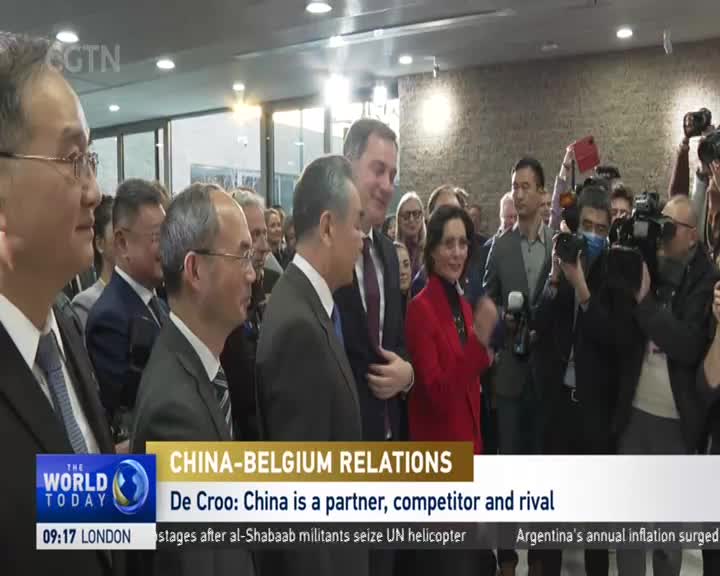 CGTN
CHINA-BELGIUM RELATIONS
THE
WORLD
TODAY
De Croo: China is a partner, competitor and rival
09:17 LONDON
ostages after al-Shabaab militants seize UN helicopter Argentina's annual inflation surged